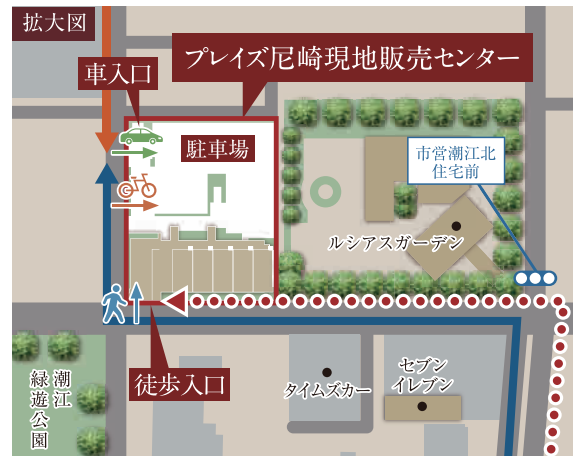 拡大図
プレイズ尼崎現地販売センター
車入口
駐車場
市営潮江北
住宅前
ルシアスガーデン
徒歩入口
潮江
緑遊公園
タイムズカー
セブン
イレブン